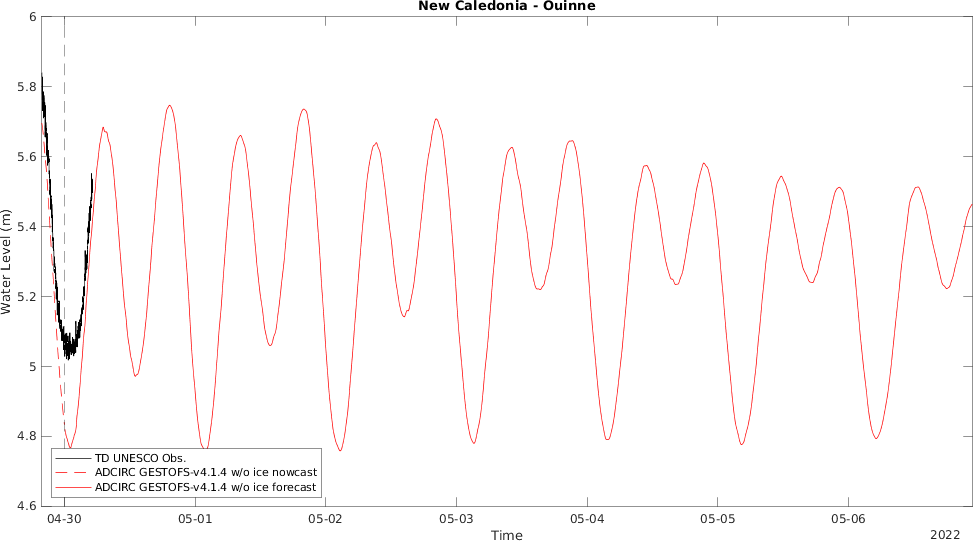 New Caledonia - Ouinne
6
5.8
5.6
5.4
5.2
5
4.8
4.6
Water Level (m)
TD UNESCO Obs.
ADCIRC GESTOFS-v4.1.4 w/o ice nowcast
ADCIRC GESTOFS-v4.1.4 w/o ice forecast
04-30 05-01 05-02 05-03 05-04 05-05 05-06
Time
2022